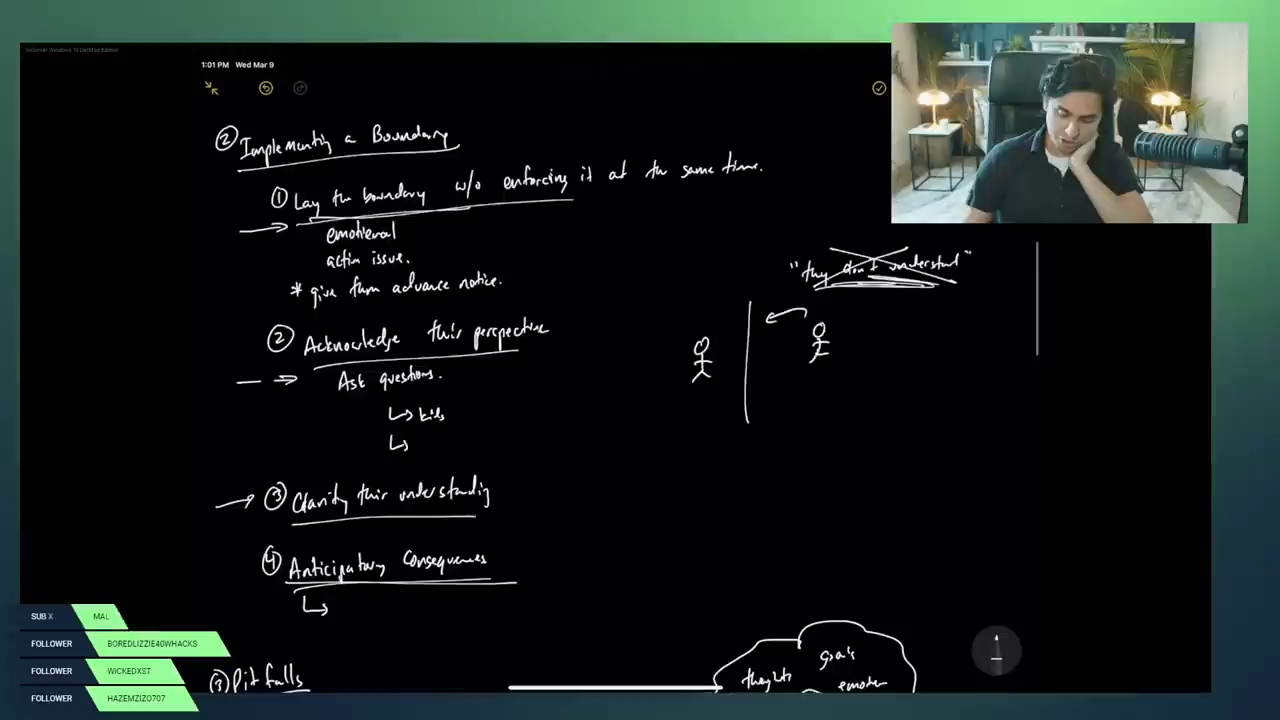 1:01 PM Wed Mar 9
② Implementing a Boundary
① Lay the boundary w/o enforcing it at the same time.
emotional
action issue.
* give them advance notice.
"they don't understand"
② Acknowledge their perspective
Ask questions.
↳ kids
↳
③ Clarify their understanding
④ Anticipatory Consequences
↳
③ Pitfalls
goals
thoughts
emotion
SUB X MAL
FOLLOWER BOREDLIZZIE40WHACKS
FOLLOWER WICKEDXST
FOLLOWER HAZEMZIZO707